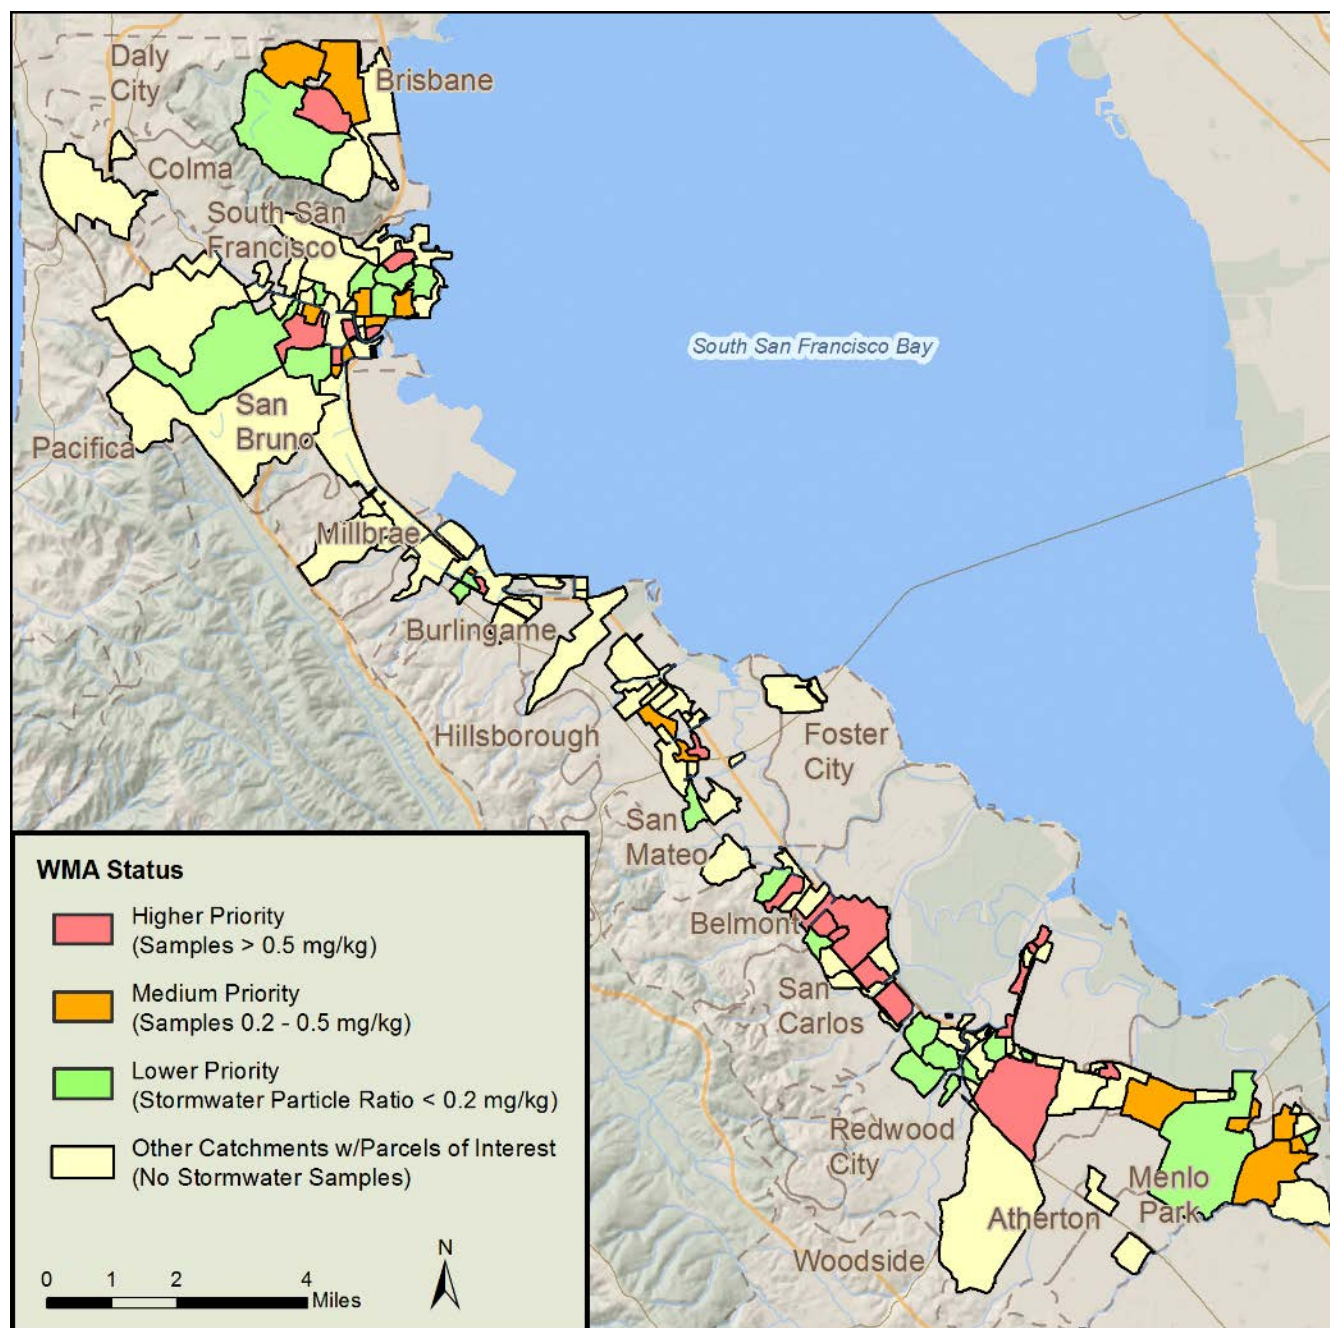 Daly
City
Brisbane
Colma
South San
Francisco
South San Francisco Bay
San
Bruno
Pacifica
Millbrae
Burlingame
Hillsborough
Foster
City
San
Mateo
Belmont
San
Carlos
Redwood
City
Menlo
Park
Atherton
Woodside
WMA Status
Higher Priority
(Samples > 0.5 mg/kg)
Medium Priority
(Samples 0.2 - 0.5 mg/kg)
Lower Priority
(Stormwater Particle Ratio < 0.2 mg/kg)
Other Catchments w/Parcels of Interest
(No Stormwater Samples)
N
0 1 2 4
Miles